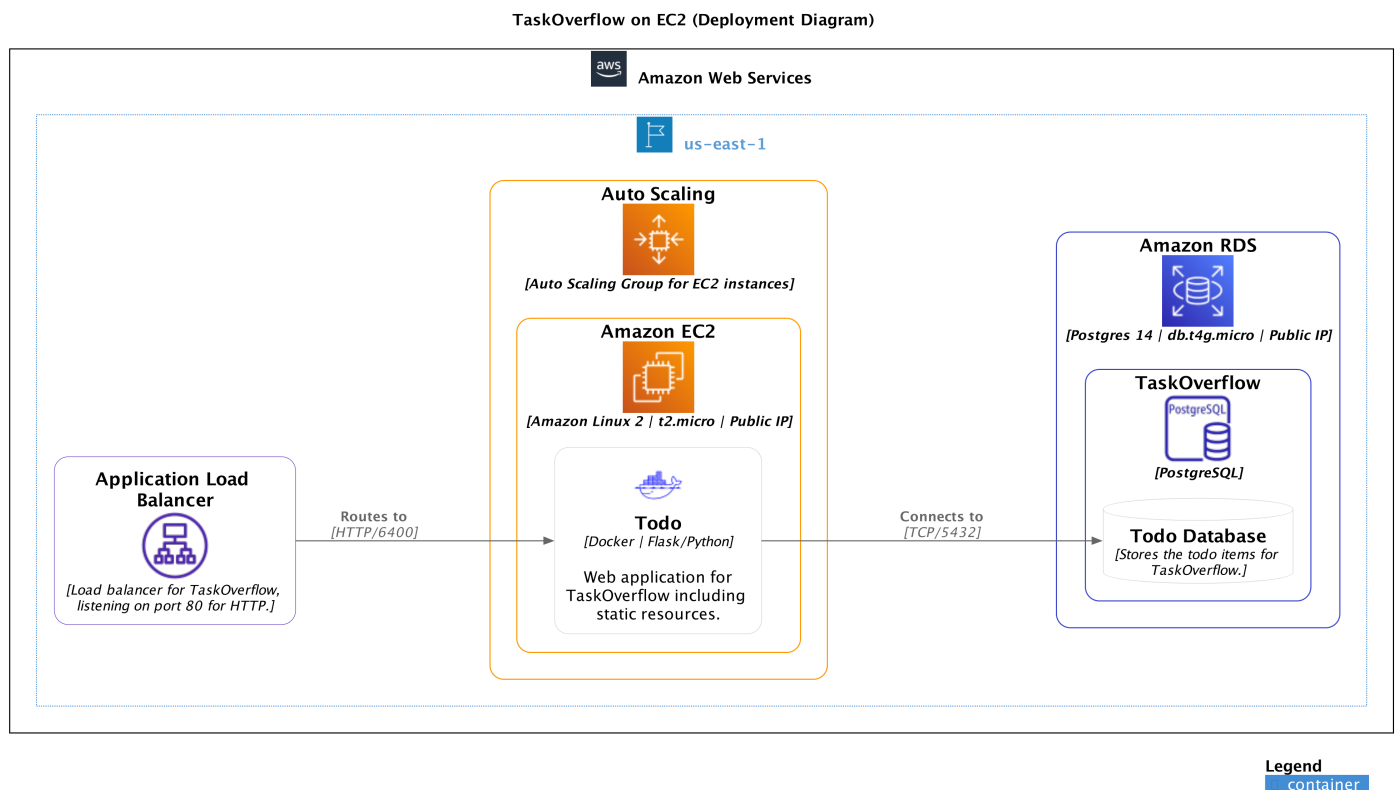 TaskOverflow on EC2 (Deployment Diagram)
aws
Amazon Web Services
us-east-1
Auto Scaling
[Auto Scaling Group for EC2 instances]
Amazon EC2
[Amazon Linux 2 | t2.micro | Public IP]
Application Load
Balancer
[Load balancer for TaskOverflow,
listening on port 80 for HTTP.]
Routes to
[HTTP/6400]
Todo
[Docker | Flask/Python]
Web application for
TaskOverflow including
static resources.
Connects to
[TCP/5432]
Amazon RDS
[Postgres 14 | db.t4g.micro | Public IP]
TaskOverflow
PostgreSQL
[PostgreSQL]
Todo Database
[Stores the todo items for
TaskOverflow.]
Legend
container